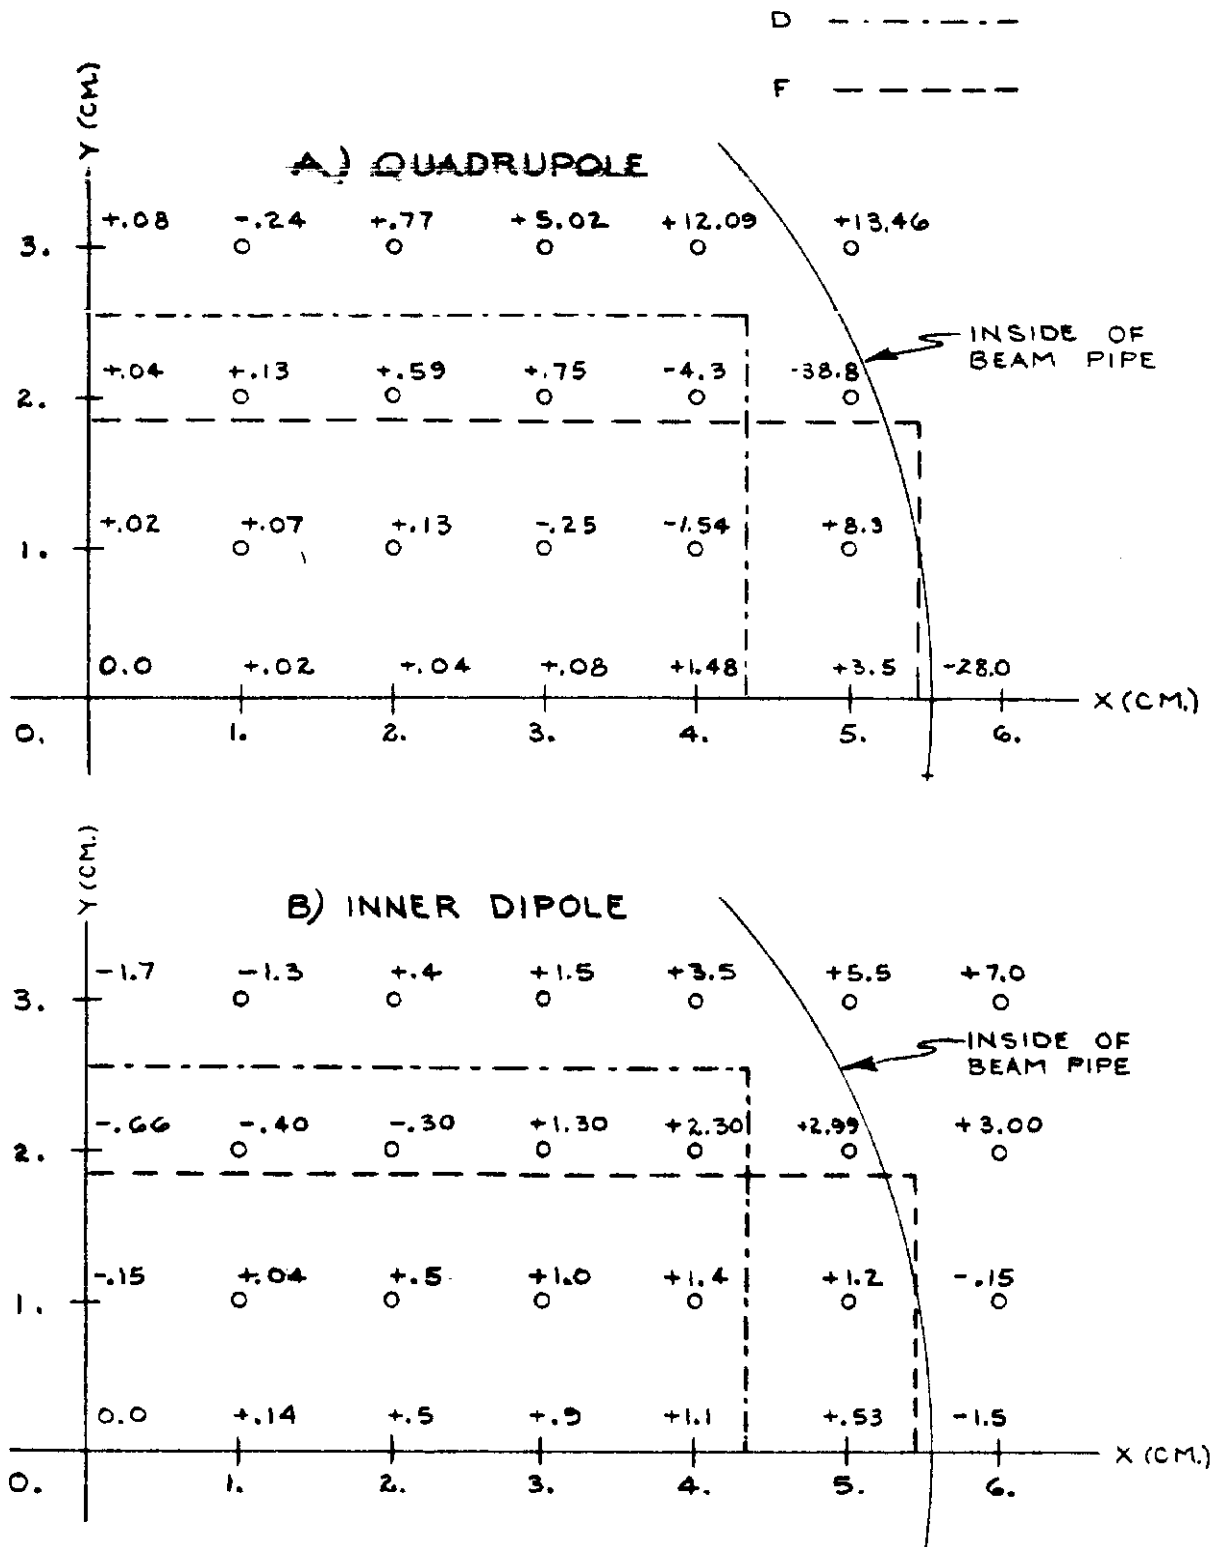 D
F
Y (CM.)
A.) QUADRUPOLE
+.08 -.24 +.77 +5.02 +12.09 +13.46
3.
INSIDE OF
BEAM PIPE
+.04 +.13 +.59 +.75 -4.3 -38.8
2.
+.02 +.07 +.13 -.25 -1.54 +8.3
1.
0.0 +.02 +.04 +.08 +1.48 +3.5 -28.0
X (CM.)
0. 1. 2. 3. 4. 5. 6.
Y (CM.)
B) INNER DIPOLE
-1.7 -1.3 +.4 +1.5 +3.5 +5.5 +7.0
3.
INSIDE OF
BEAM PIPE
-.66 -.40 -.30 +1.30 +2.30 +2.99 +3.00
2.
-.15 +.04 +.5 +1.0 +1.4 +1.2 -.15
1.
0.0 +.14 +.5 +.9 +1.1 +.53 -1.5
X (CM.)
0. 1. 2. 3. 4. 5. 6.